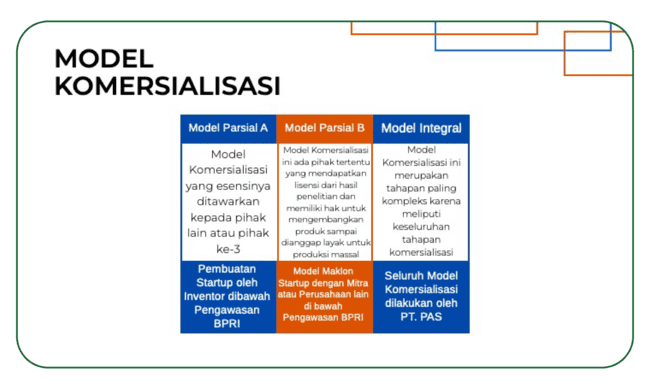 MODEL
KOMERSIALISASI
Model Parsial A
Model
Komersialisasi
yang esensinya
ditawarkan
kepada pihak
lain atau pihak
ke-3
Pembuatan
Startup oleh
Inventor dibawah
Pengawasan
BPRI
Model Parsial B
Model Komersialisasi
ini ada pihak tertentu
yang mendapatkan
lisensi dari hasil
penelitian dan
memiliki hak untuk
mengembangkan
produk sampai
dianggap layak untuk
produksi massal
Model Maklon
Startup dengan Mitra
atau Perusahaan lain
di bawah
Pengawasan BPRI
Model Integral
Model
Komersialisasi ini
merupakan
tahapan paling
kompleks karena
meliputi
keseluruhan
tahapan
komersialisasi
Seluruh Model
Komersialisasi
dilakukan oleh
PT. PAS